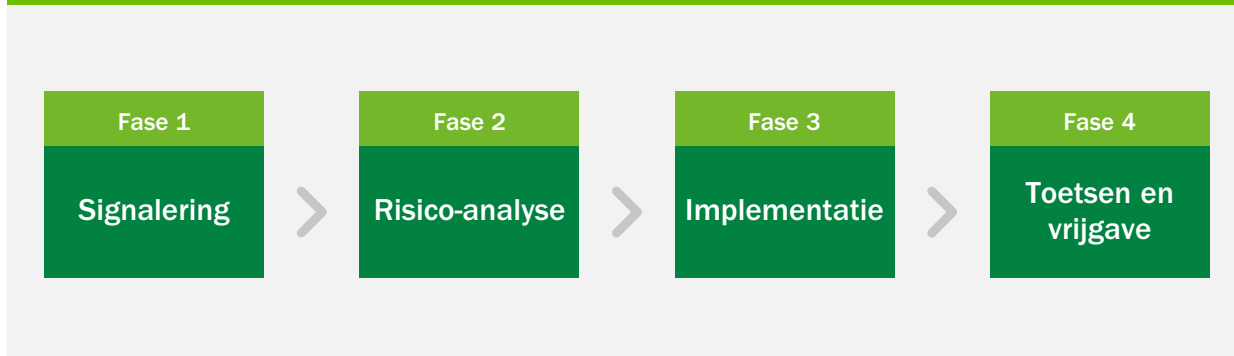 Fase 1
Signalering
Fase 2
Risico-analyse
Fase 3
Implementatie
Fase 4
Toetsen en
vrijgave